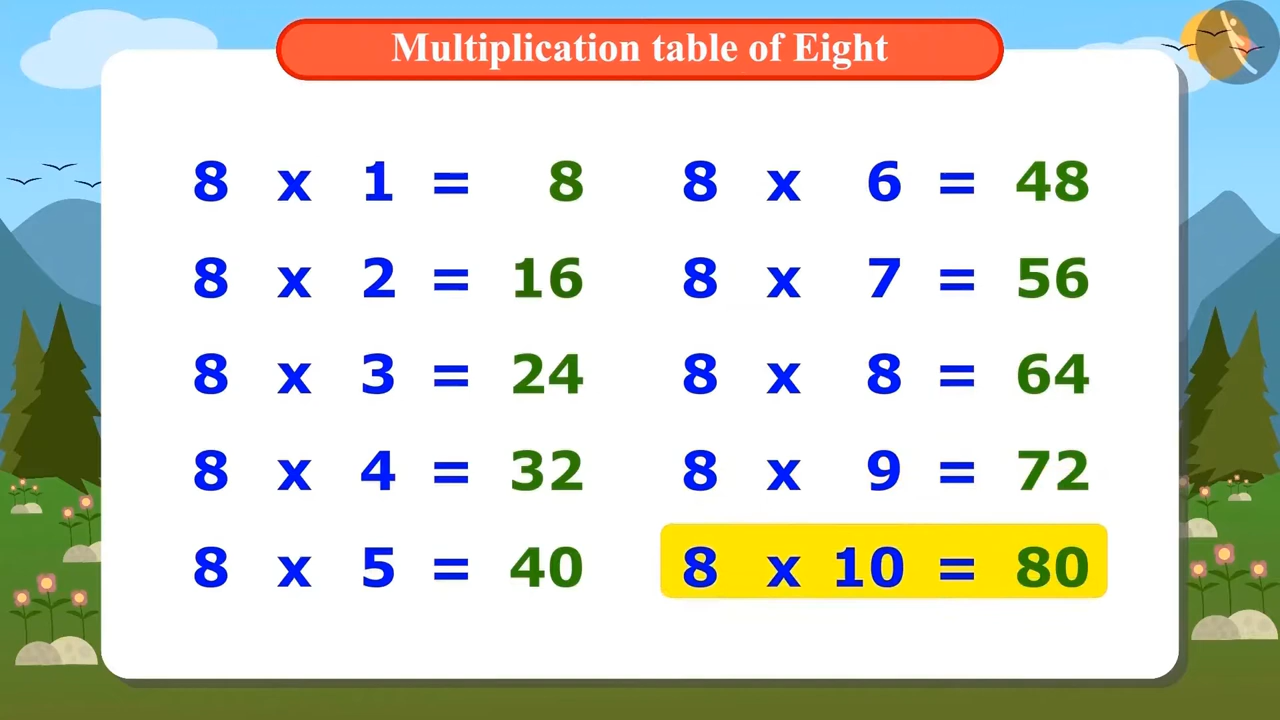 Multiplication table of Eight
8 x 1 = 8
8 x 2 = 16
8 x 3 = 24
8 x 4 = 32
8 x 5 = 40
8 x 6 = 48
8 x 7 = 56
8 x 8 = 64
8 x 9 = 72
8 x 10 = 80